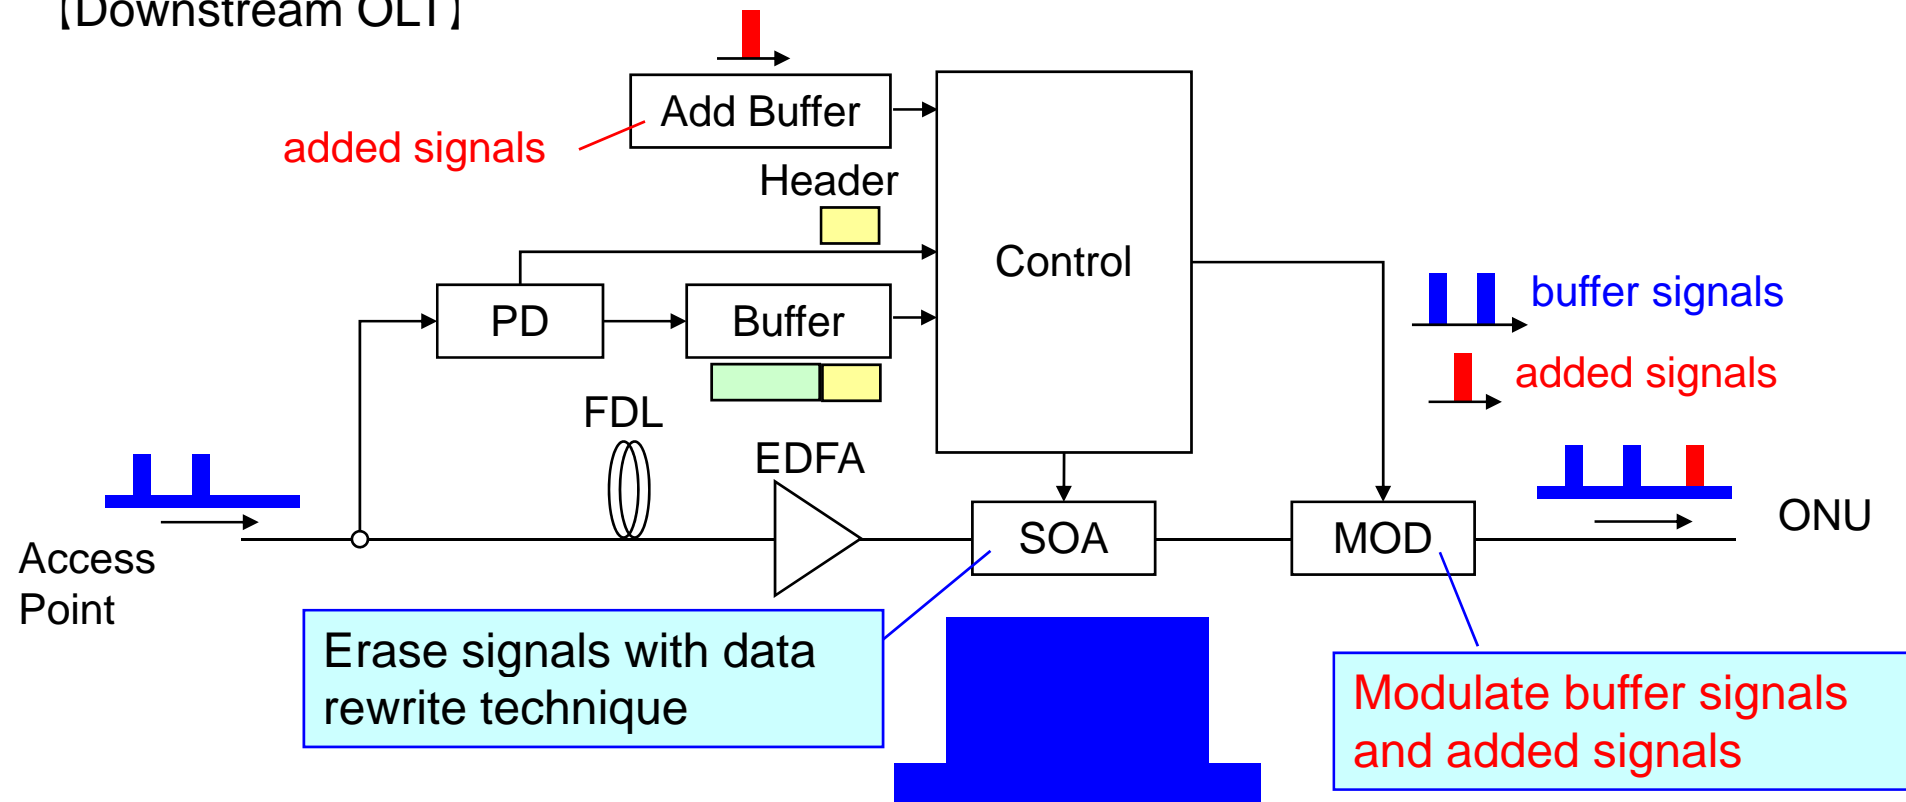 【Downstream OLT】
Add Buffer
added signals
Header
Control
PD
Buffer
buffer signals
added signals
FDL
EDFA
SOA
MOD
ONU
Access
Point
Erase signals with data
rewrite technique
Modulate buffer signals
and added signals